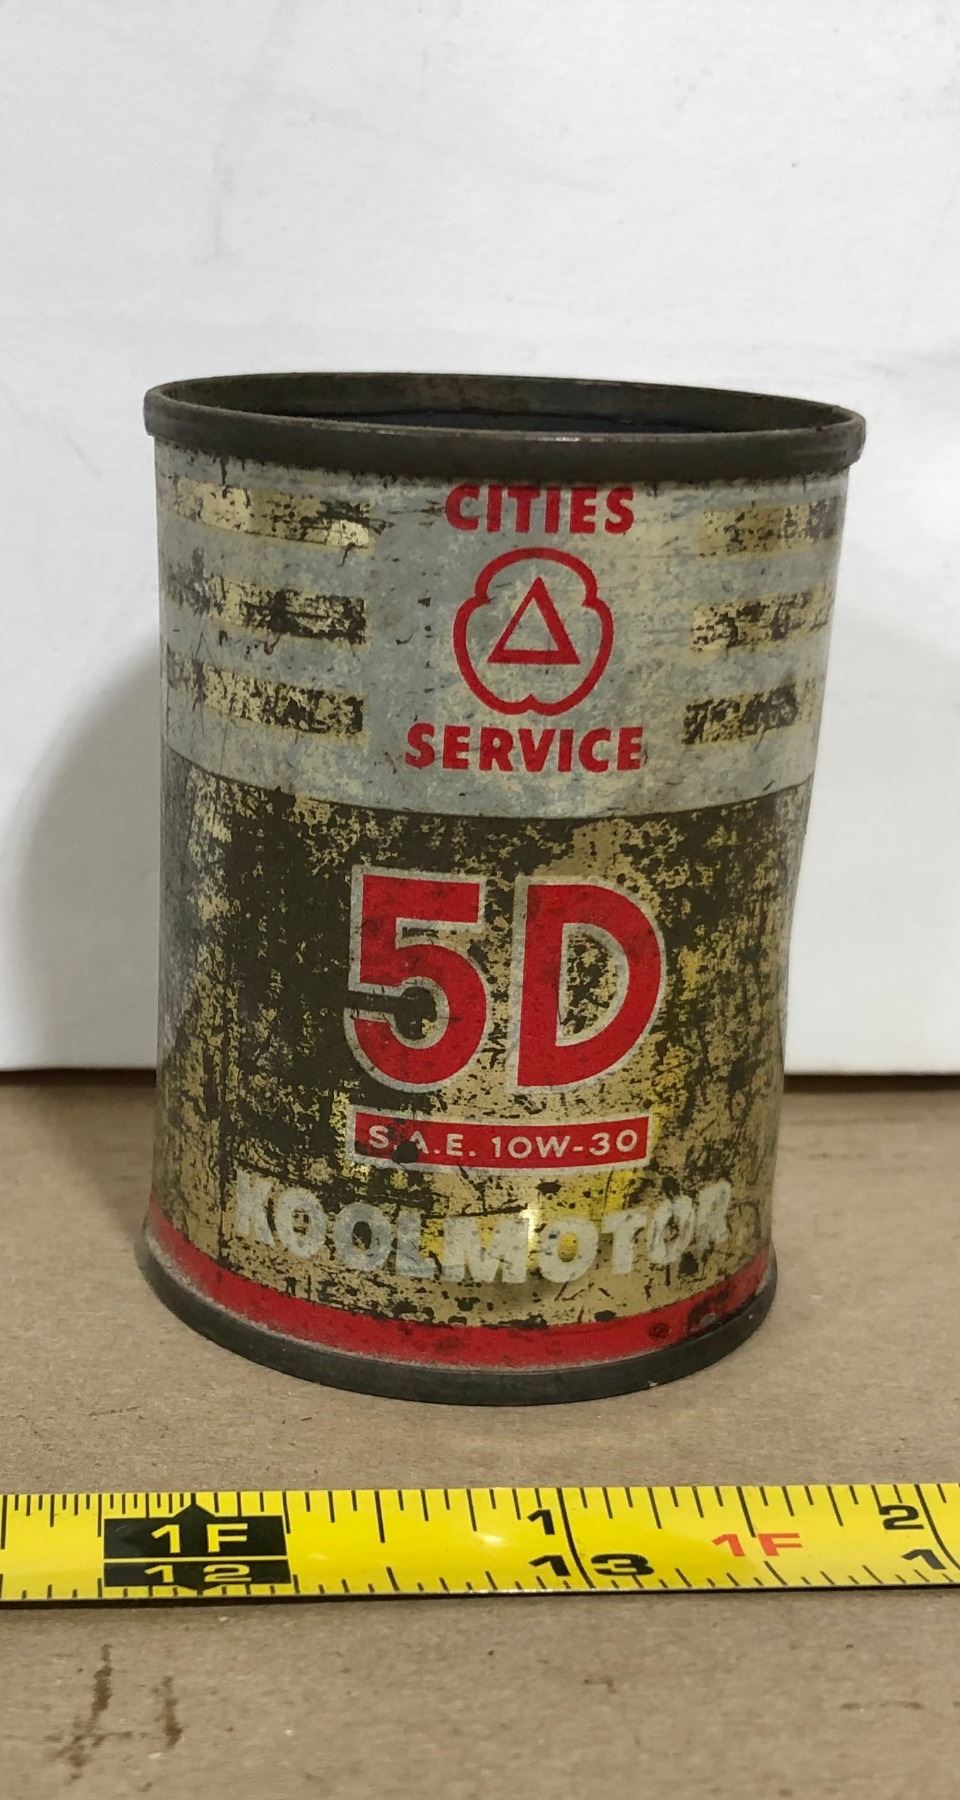 CITIES
SERVICE
5D
S.A.E. 10W-30
KOOLMOTOR
1F 1 1F 2
12 13 1